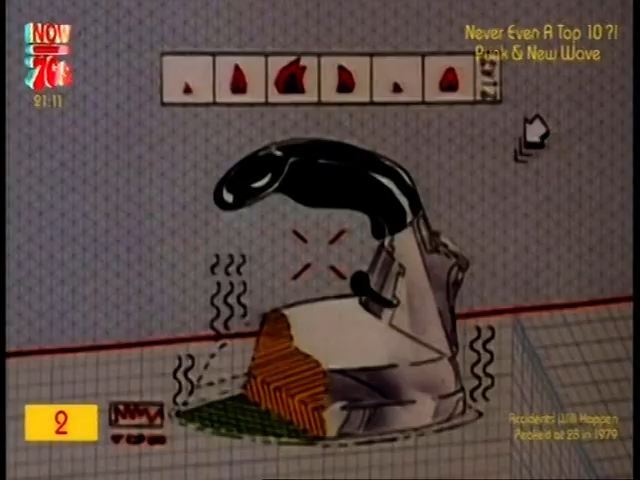 NOW
70s
21:11
Never Even A Top 10 ?!
Punk & New Wave
2
Accidents Will Happen
Peaked at 28 in 1979